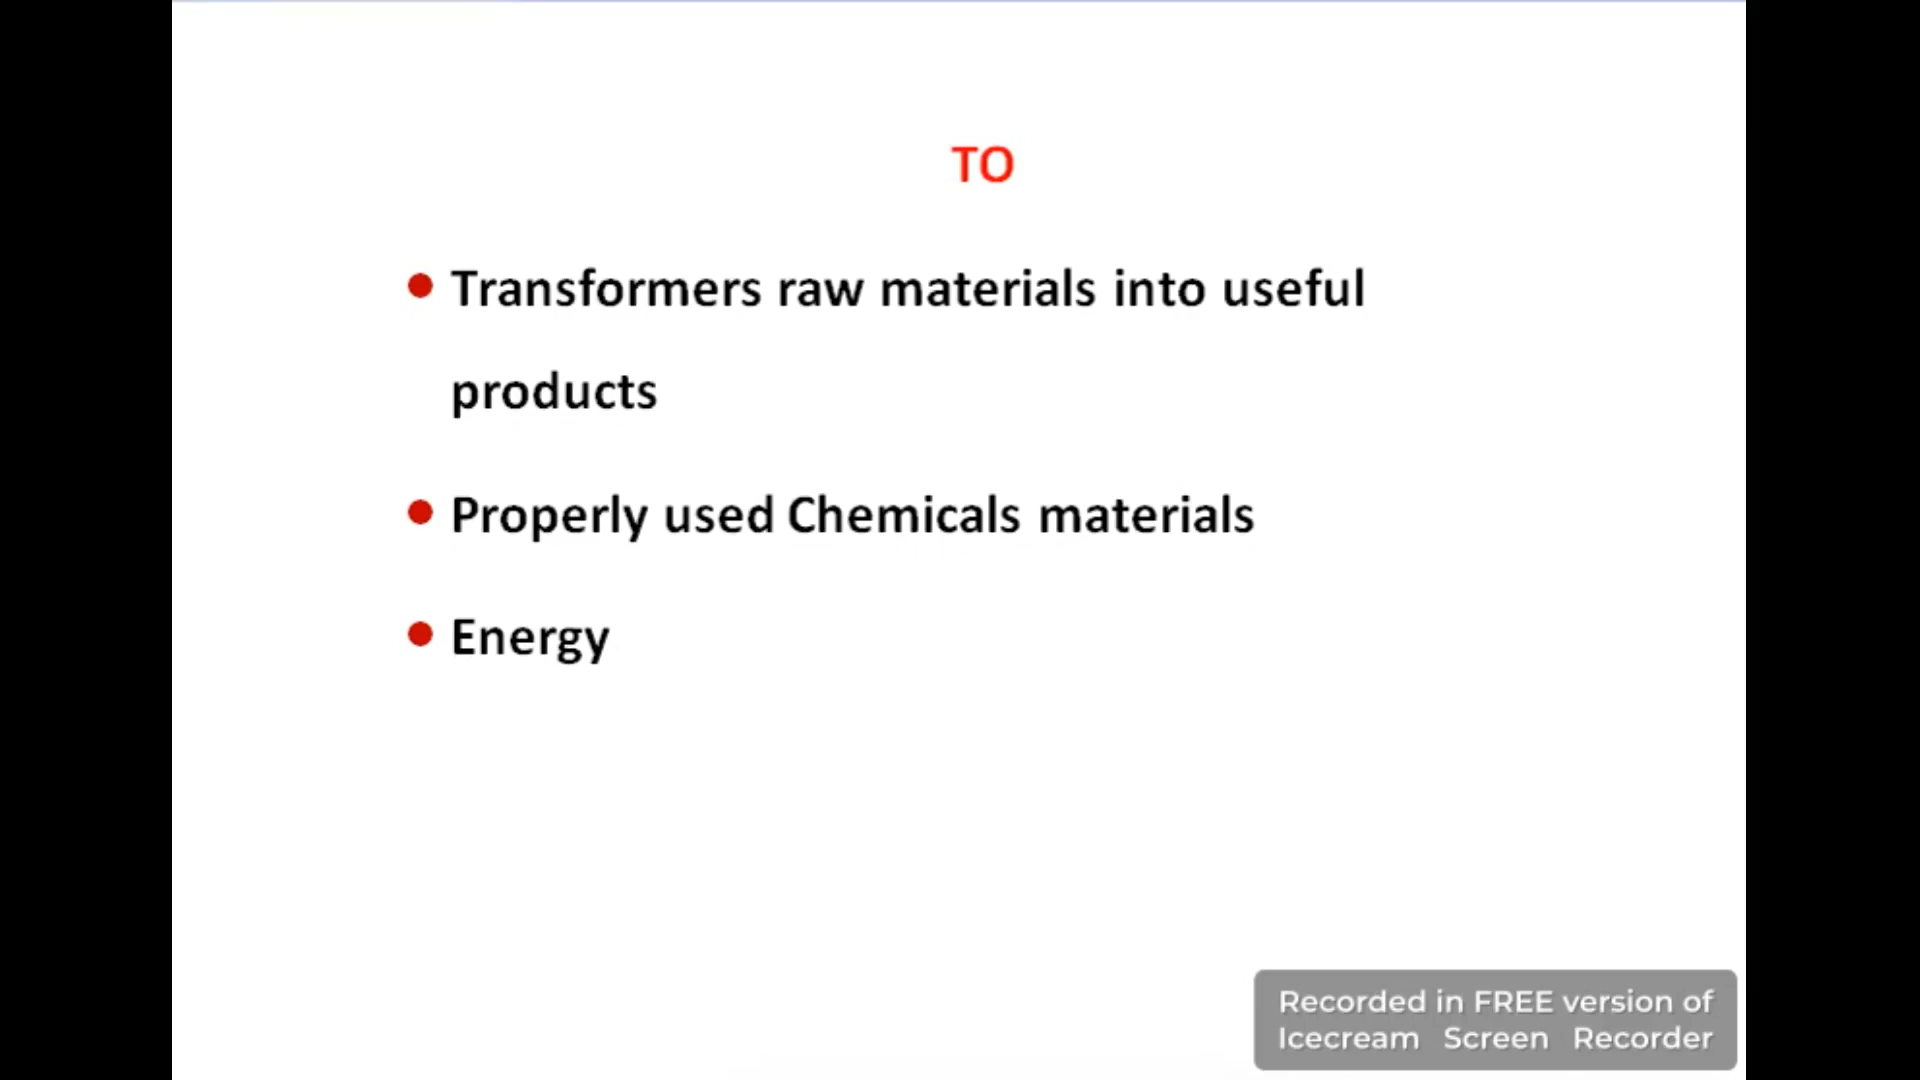 TO
Transformers raw materials into useful
products
Properly used Chemicals materials
Energy
Recorded in FREE version of
Icecream Screen Recorder